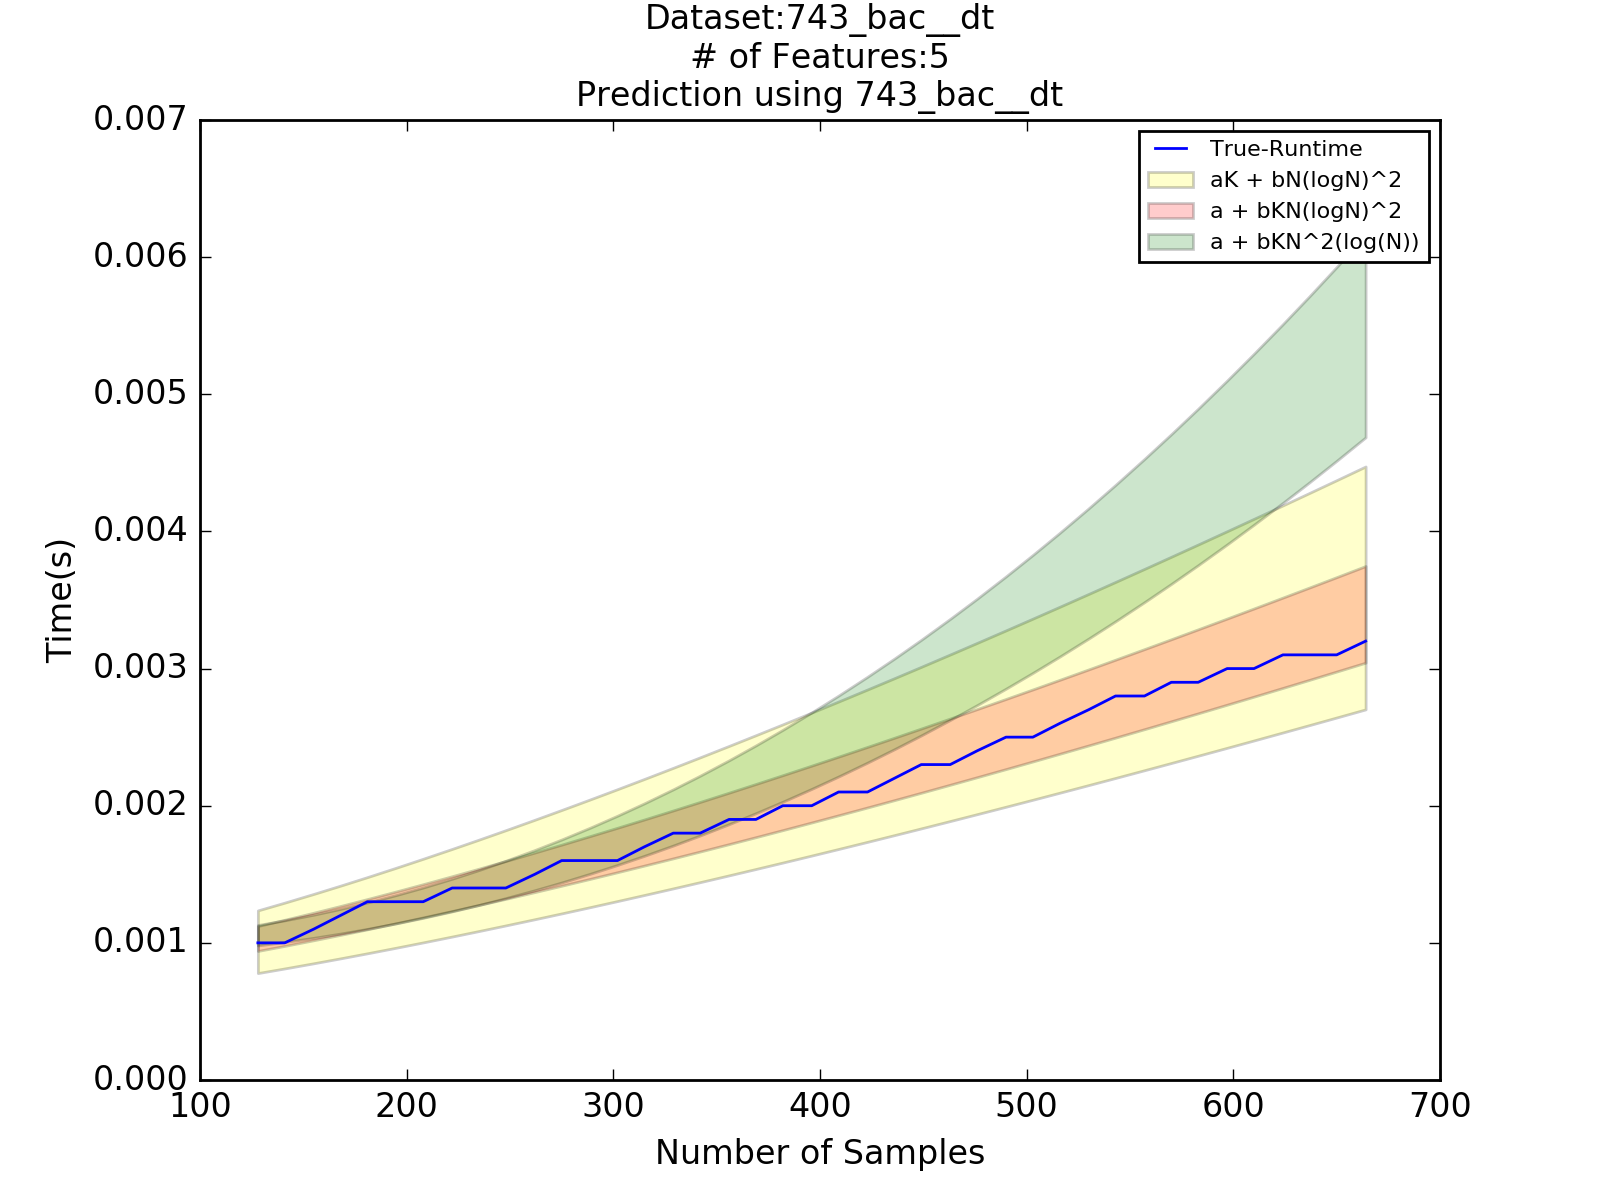 Dataset:743_bac__dt
# of Features:5
Prediction using 743_bac__dt
0.007
0.006
0.005
0.004
0.003
0.002
0.001
0.000
Time(s)
True-Runtime
aK + bN(logN)^2
a + bKN(logN)^2
a + bKN^2(log(N))
100 200 300 400 500 600 700
Number of Samples